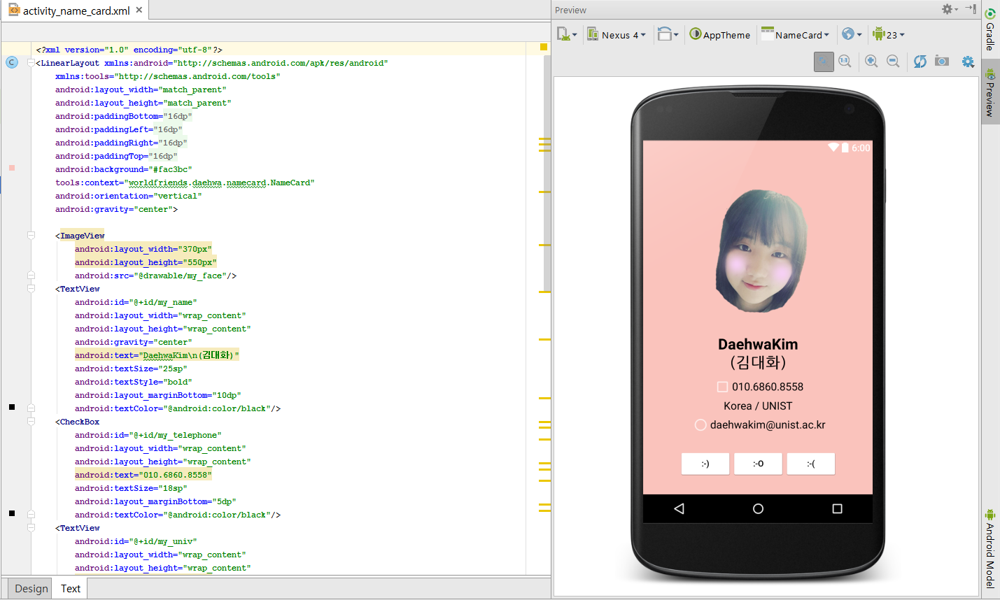 activity_name_card.xml
<?xml version="1.0" encoding="utf-8"?>
C
<LinearLayout xmlns:android="http://schemas.android.com/apk/res/android"
xmlns:tools="http://schemas.android.com/tools"
android:layout_width="match_parent"
android:layout_height="match_parent"
android:paddingBottom="16dp"
android:paddingLeft="16dp"
android:paddingRight="16dp"
android:paddingTop="16dp"
android:background="#fac3bc"
tools:context="worldfriends.daehwa.namecard.NameCard"
android:orientation="vertical"
android:gravity="center">
<ImageView
android:layout_width="370px"
android:layout_height="550px"
android:src="@drawable/my_face"/>
<TextView
android:id="@+id/my_name"
android:layout_width="wrap_content"
android:layout_height="wrap_content"
android:gravity="center"
android:text="DaehwaKim\n(김대화)"
android:textSize="25sp"
android:textStyle="bold"
android:layout_marginBottom="10dp"
android:textColor="@android:color/black"/>
<CheckBox
android:id="@+id/my_telephone"
android:layout_width="wrap_content"
android:layout_height="wrap_content"
android:text="010.6860.8558"
android:textSize="18sp"
android:layout_marginBottom="5dp"
android:textColor="@android:color/black"/>
<TextView
android:id="@+id/my_univ"
android:layout_width="wrap_content"
android:layout_height="wrap_content"
Design Text
Preview
Nexus 4 AppTheme NameCard 23
1:1
6:00
DaehwaKim
(김대화)
010.6860.8558
Korea / UNIST
daehwakim@unist.ac.kr
:-) :-O :-(
Gradle
Preview
Android Model